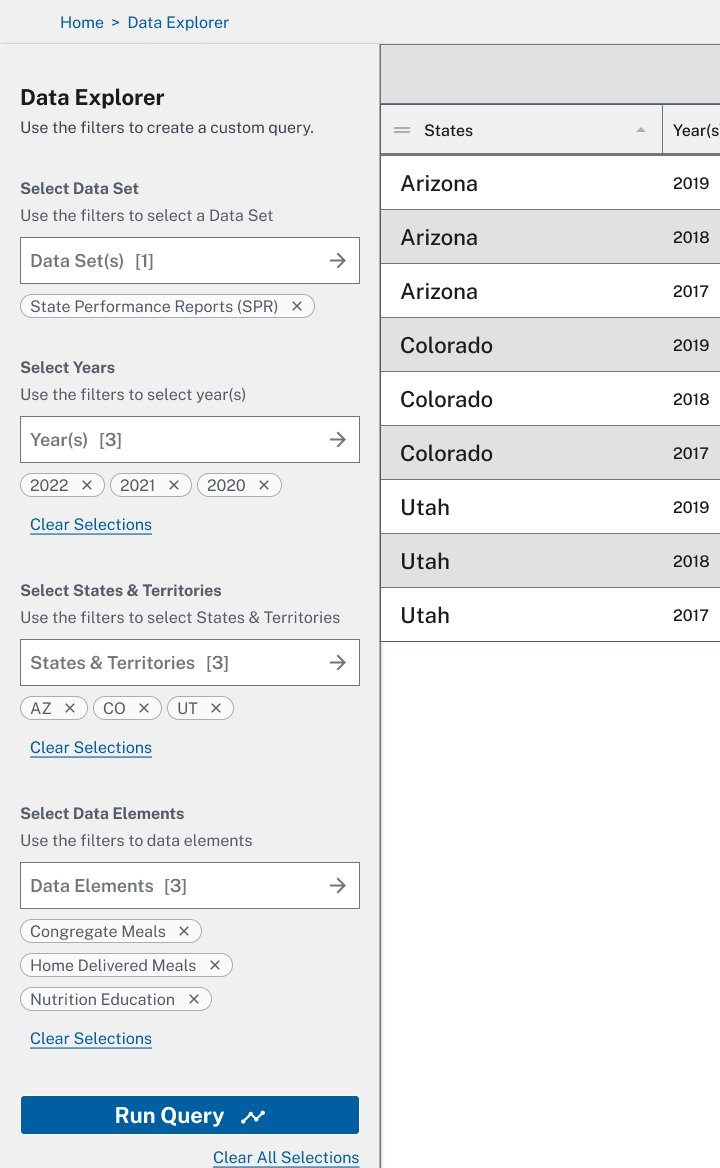 Home > Data Explorer
Data Explorer
Use the filters to create a custom query.
Select Data Set
Use the filters to select a Data Set
Data Set(s) [1]
State Performance Reports (SPR) ×
Select Years
Use the filters to select year(s)
Year(s) [3]
2022 × 2021 × 2020 ×
Clear Selections
Select States & Territories
Use the filters to select States & Territories
States & Territories [3]
AZ × CO × UT ×
Clear Selections
Select Data Elements
Use the filters to data elements
Data Elements [3]
Congregate Meals ×
Home Delivered Meals ×
Nutrition Education ×
Clear Selections
Run Query
Clear All Selections
States Year(s
Arizona 2019
Arizona 2018
Arizona 2017
Colorado 2019
Colorado 2018
Colorado 2017
Utah 2019
Utah 2018
Utah 2017